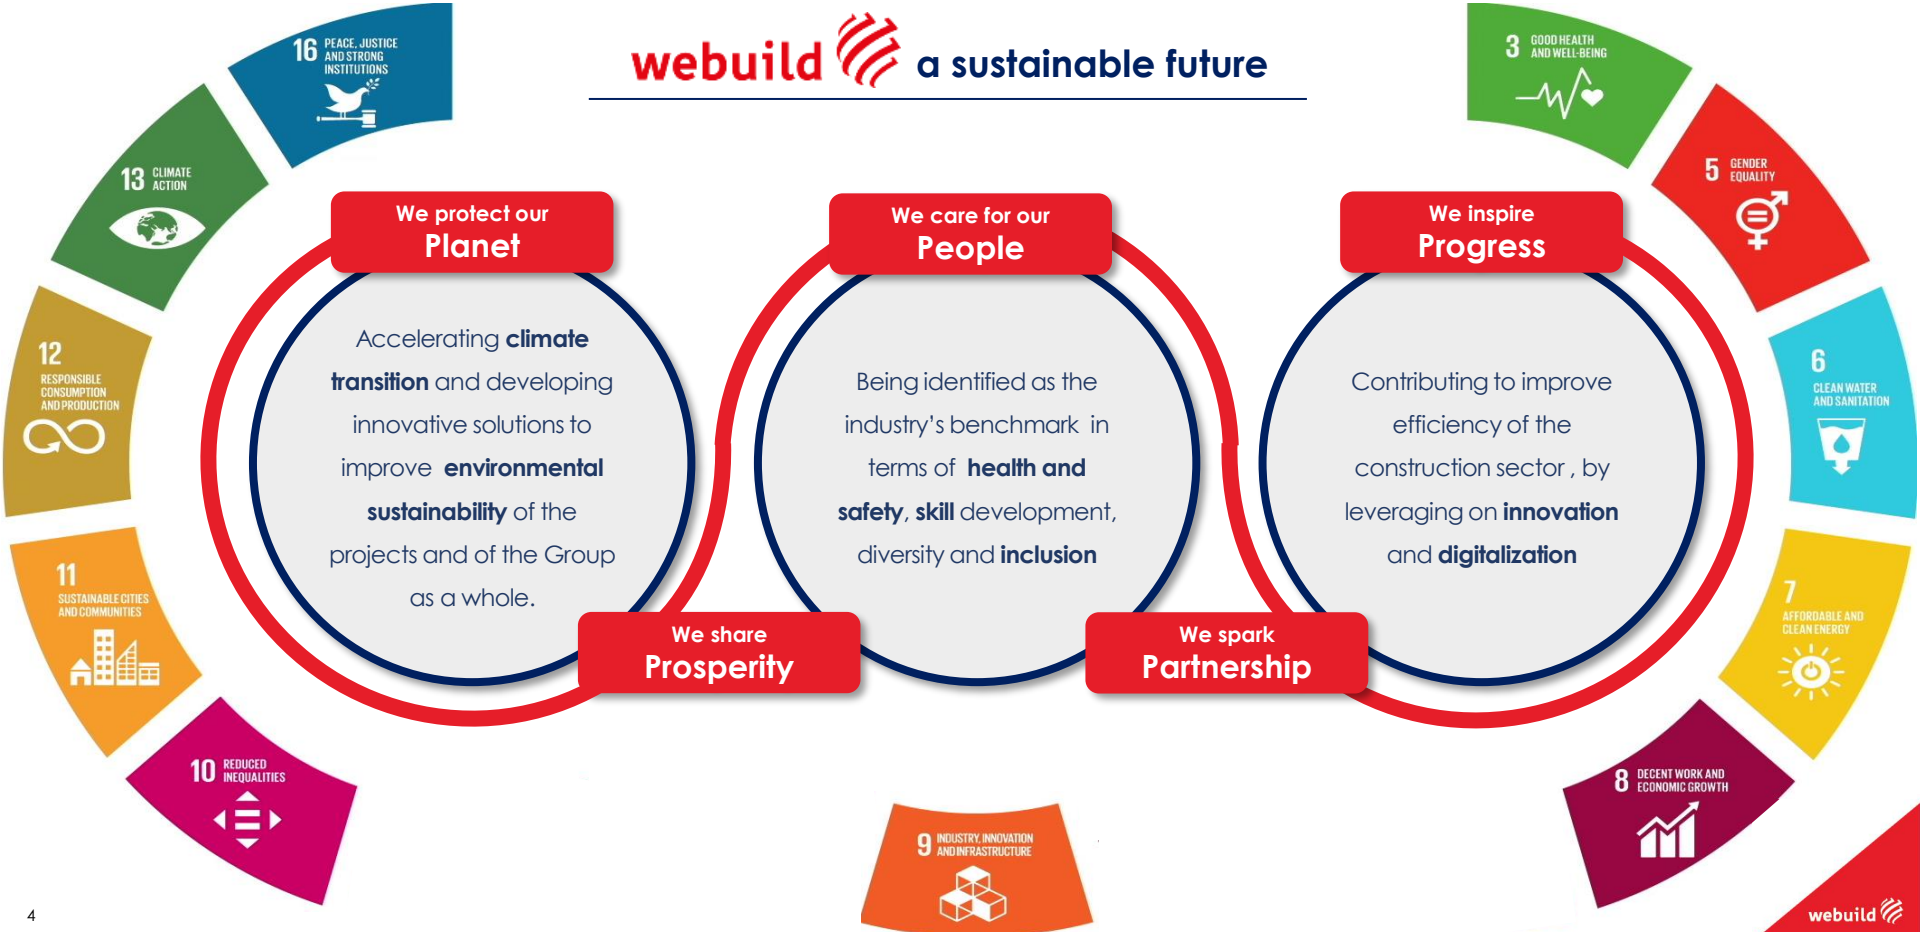 webuild a sustainable future
16 PEACE, JUSTICE
AND STRONG
INSTITUTIONS
13 CLIMATE
ACTION
12
RESPONSIBLE
CONSUMPTION
AND PRODUCTION
11
SUSTAINABLE CITIES
AND COMMUNITIES
10 REDUCED
INEQUALITIES
We protect our
Planet
Accelerating climate
transition and developing
innovative solutions to
improve environmental
sustainability of the
projects and of the Group
as a whole.
We share
Prosperity
We care for our
People
Being identified as the
industry's benchmark in
terms of health and
safety, skill development,
diversity and inclusion
We spark
Partnership
We inspire
Progress
Contributing to improve
efficiency of the
construction sector , by
leveraging on innovation
and digitalization
3 GOOD HEALTH
AND WELL-BEING
5 GENDER
EQUALITY
6
CLEAN WATER
AND SANITATION
7
AFFORDABLE AND
CLEAN ENERGY
8 DECENT WORK AND
ECONOMIC GROWTH
9 INDUSTRY, INNOVATION
AND INFRASTRUCTURE
4
webuild